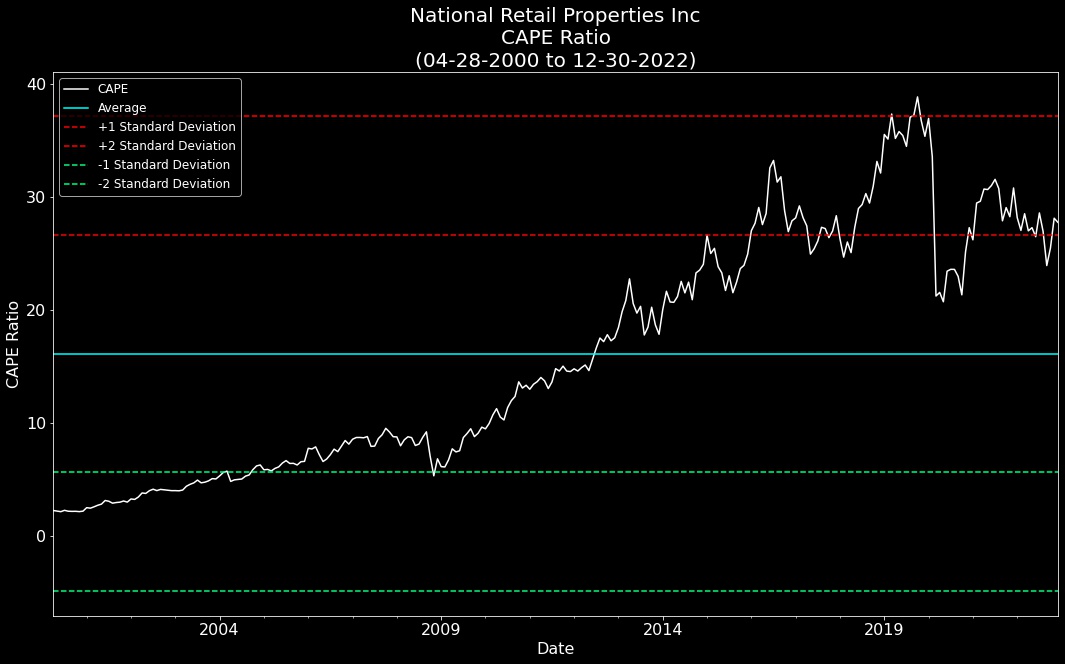 National Retail Properties Inc
CAPE Ratio
(04-28-2000 to 12-30-2022)
CAPE
Average
+1 Standard Deviation
+2 Standard Deviation
-1 Standard Deviation
-2 Standard Deviation
40
30
20
10
0
CAPE Ratio
2004
2009
2014
2019
Date